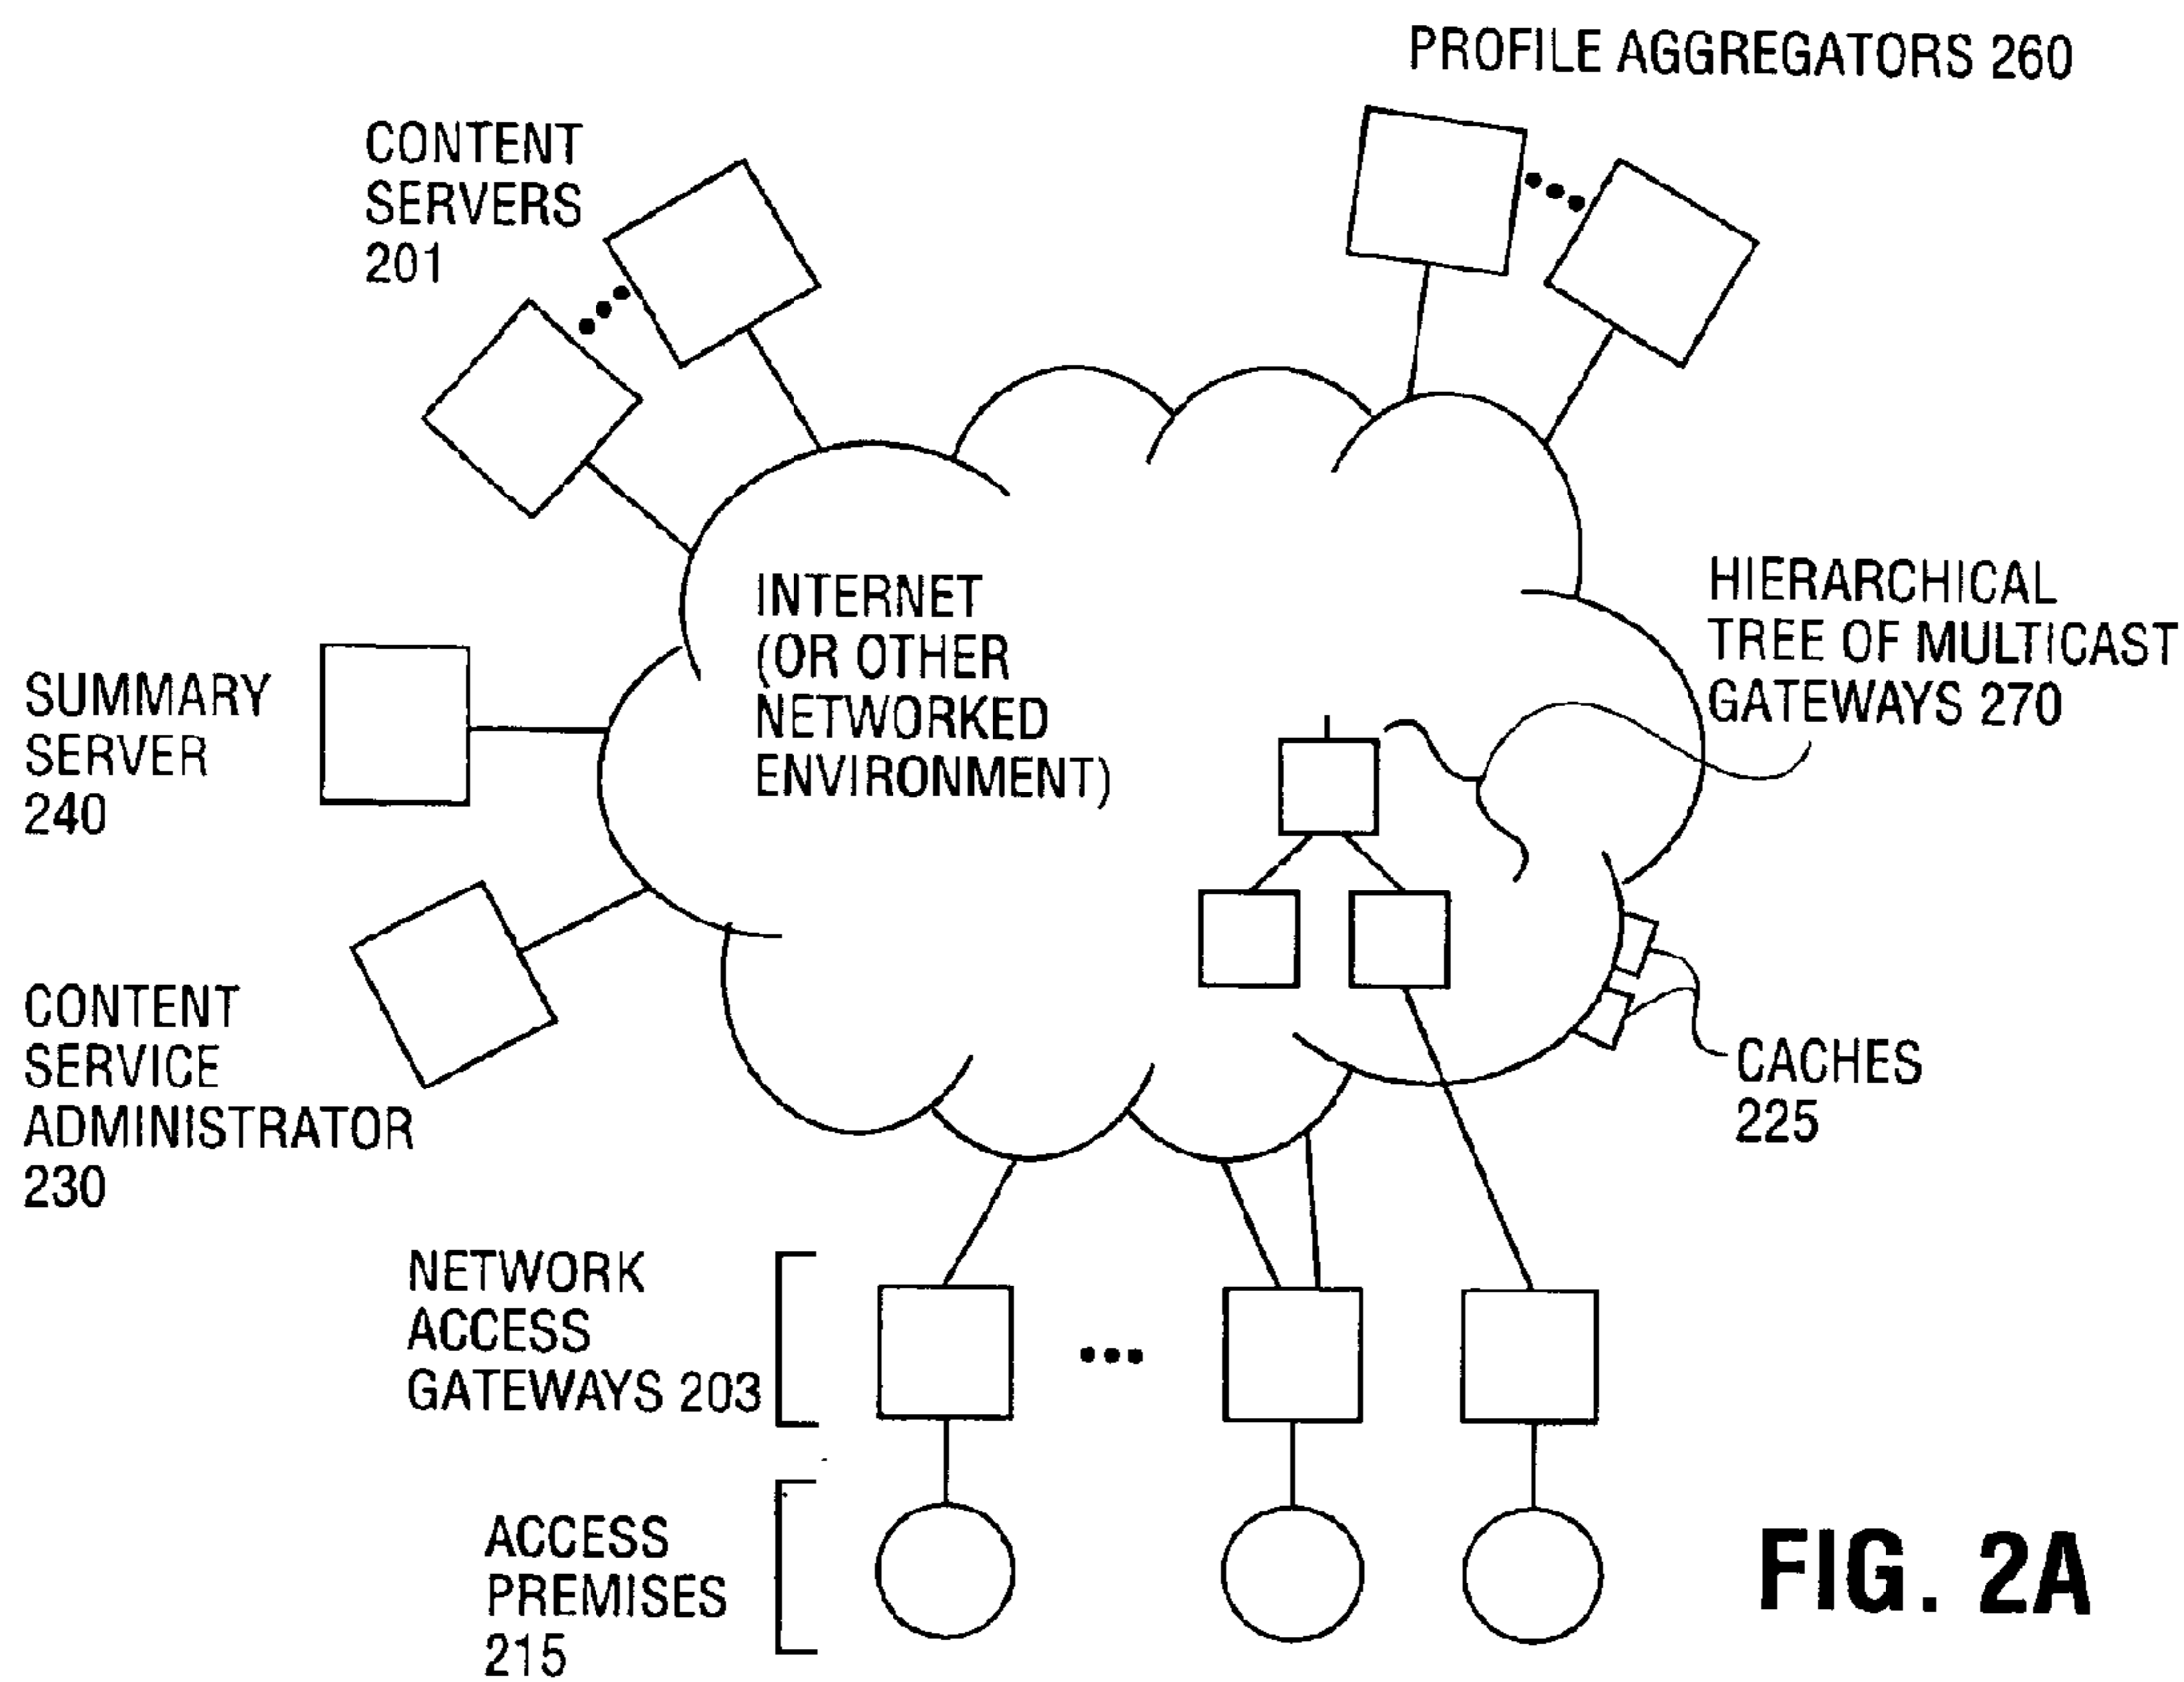 PROFILE AGGREGATORS 260
CONTENT
SERVERS
201
INTERNET
(OR OTHER
NETWORKED
ENVIRONMENT)
HIERARCHICAL
TREE OF MULTICAST
GATEWAYS 270
SUMMARY
SERVER
240
CONTENT
SERVICE
ADMINISTRATOR
230
CACHES
225
NETWORK
ACCESS
GATEWAYS 203
ACCESS
PREMISES
215
FIG. 2A